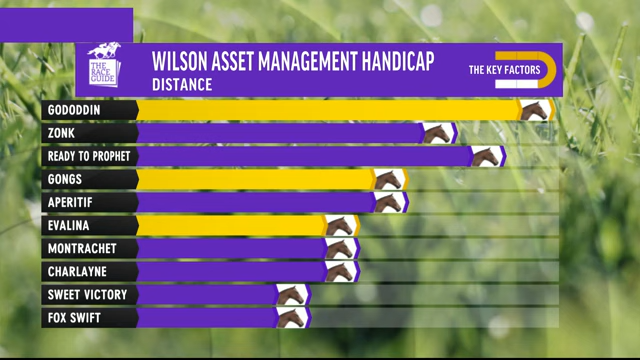 THE
RACE
GUIDE
WILSON ASSET MANAGEMENT HANDICAP
DISTANCE
THE KEY FACTORS
GODODDIN
ZONK
READY TO PROPHET
GONGS
APERITIF
EVALINA
MONTRACHET
CHARLAYNE
SWEET VICTORY
FOX SWIFT